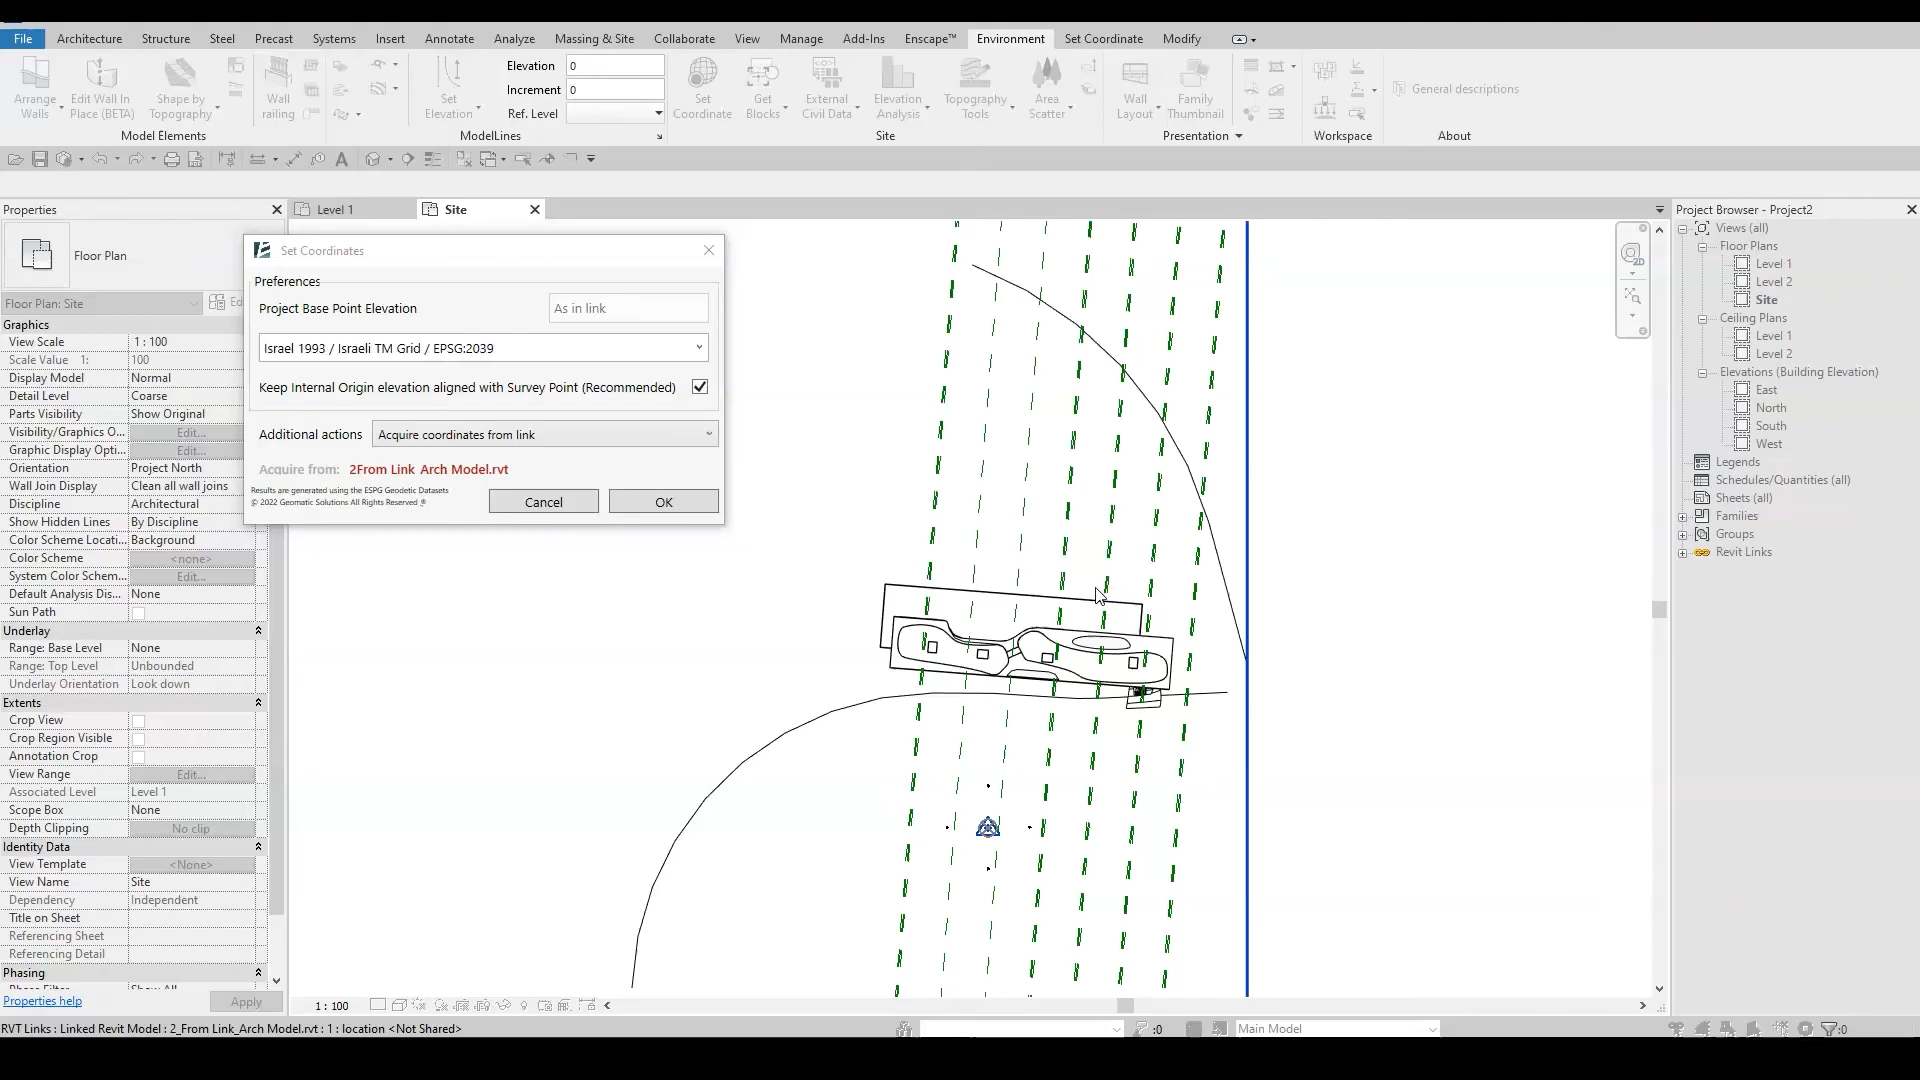 File Architecture Structure Steel Precast Systems Insert Annotate Analyze Massing & Site Collaborate View Manage Add-Ins Enscape™ Environment Set Coordinate Modify
Arrange Walls
Edit Wall In Place (BETA)
Shape by Topography
Model Elements
Wall railing
Set Elevation
Elevation 0
Increment 0
Ref. Level
ModelLines
Set Coordinate
Get Blocks
External Civil Data
Elevation Analysis
Topography Tools
Area Scatter
Site
Wall Layout
Family Thumbnail
Presentation
Workspace
General descriptions
About
Properties
Level 1
Site
Project Browser - Project2
Floor Plan
Floor Plan: Site
Ed
Graphics
View Scale 1 : 100
Scale Value 1: 100
Display Model Normal
Detail Level Coarse
Parts Visibility Show Original
Visibility/Graphics O... Edit...
Graphic Display Opti... Edit...
Orientation Project North
Wall Join Display Clean all wall joins
Discipline Architectural
Show Hidden Lines By Discipline
Color Scheme Locati... Background
Color Scheme <none>
System Color Schem... Edit...
Default Analysis Dis... None
Sun Path
Underlay
Range: Base Level None
Range: Top Level Unbounded
Underlay Orientation Look down
Extents
Crop View
Crop Region Visible
Annotation Crop
View Range Edit...
Associated Level Level 1
Scope Box None
Depth Clipping No clip
Identity Data
View Template <None>
View Name Site
Dependency Independent
Title on Sheet
Referencing Sheet
Referencing Detail
Phasing
Phase Filter Show All
Properties help Apply
Set Coordinates
Preferences
Project Base Point Elevation As in link
Israel 1993 / Israeli TM Grid / EPSG:2039
Keep Internal Origin elevation aligned with Survey Point (Recommended)
Additional actions Acquire coordinates from link
Acquire from: 2From Link Arch Model.rvt
Results are generated using the ESPG Geodetic Datasets
© 2022 Geomatic Solutions All Rights Reserved ®
Cancel OK
2D
Views (all)
Floor Plans
Level 1
Level 2
Site
Ceiling Plans
Level 1
Level 2
Elevations (Building Elevation)
East
North
South
West
Legends
Schedules/Quantities (all)
Sheets (all)
Families
Groups
Revit Links
1 : 100
RVT Links : Linked Revit Model : 2_From Link_Arch Model.rvt : 1 : location <Not Shared>
:0
Main Model
:0